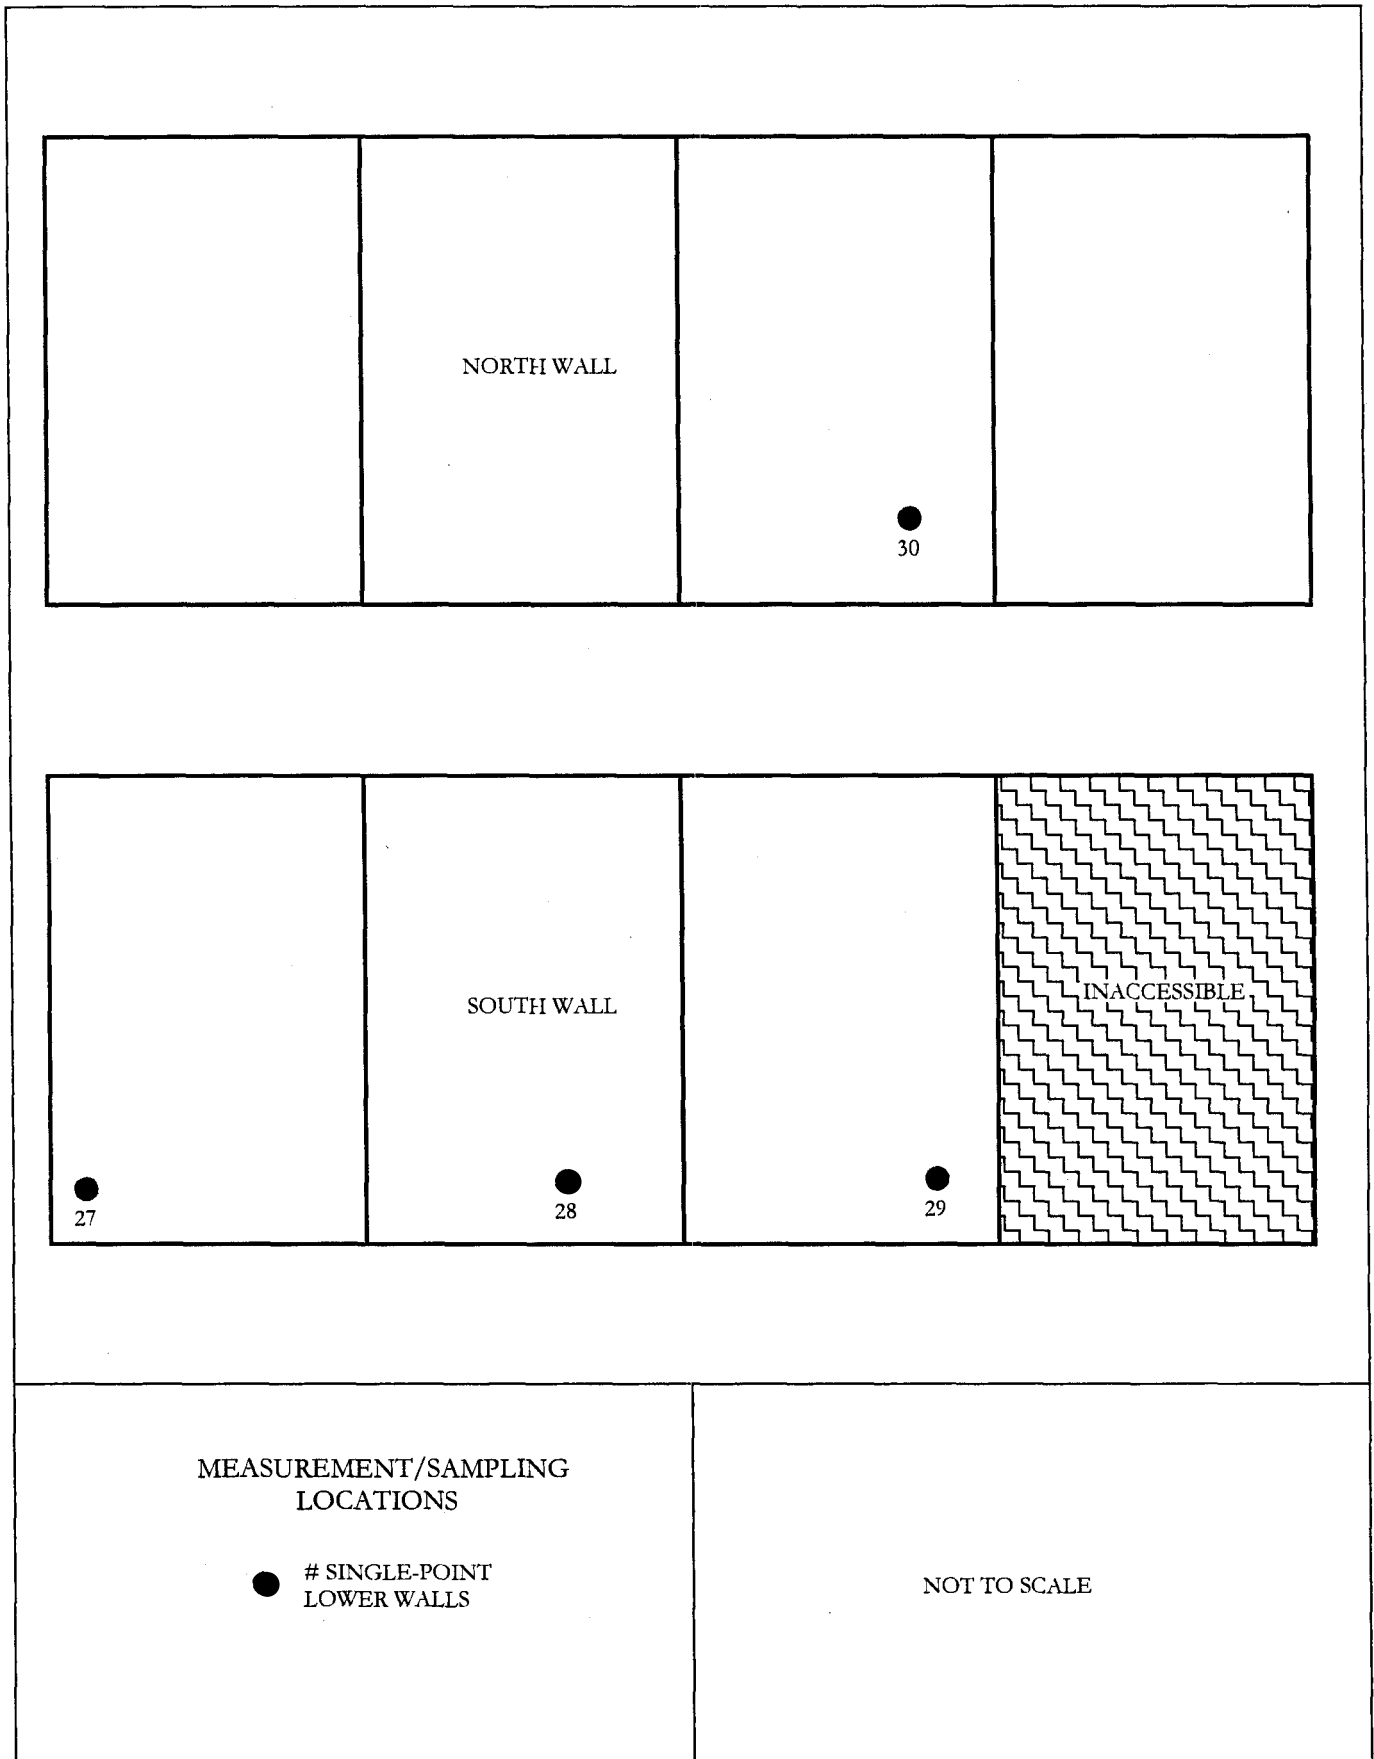 NORTH WALL
30
SOUTH WALL
INACCESSIBLE
27
28
29
MEASUREMENT/SAMPLING
LOCATIONS
# SINGLE-POINT
LOWER WALLS
NOT TO SCALE